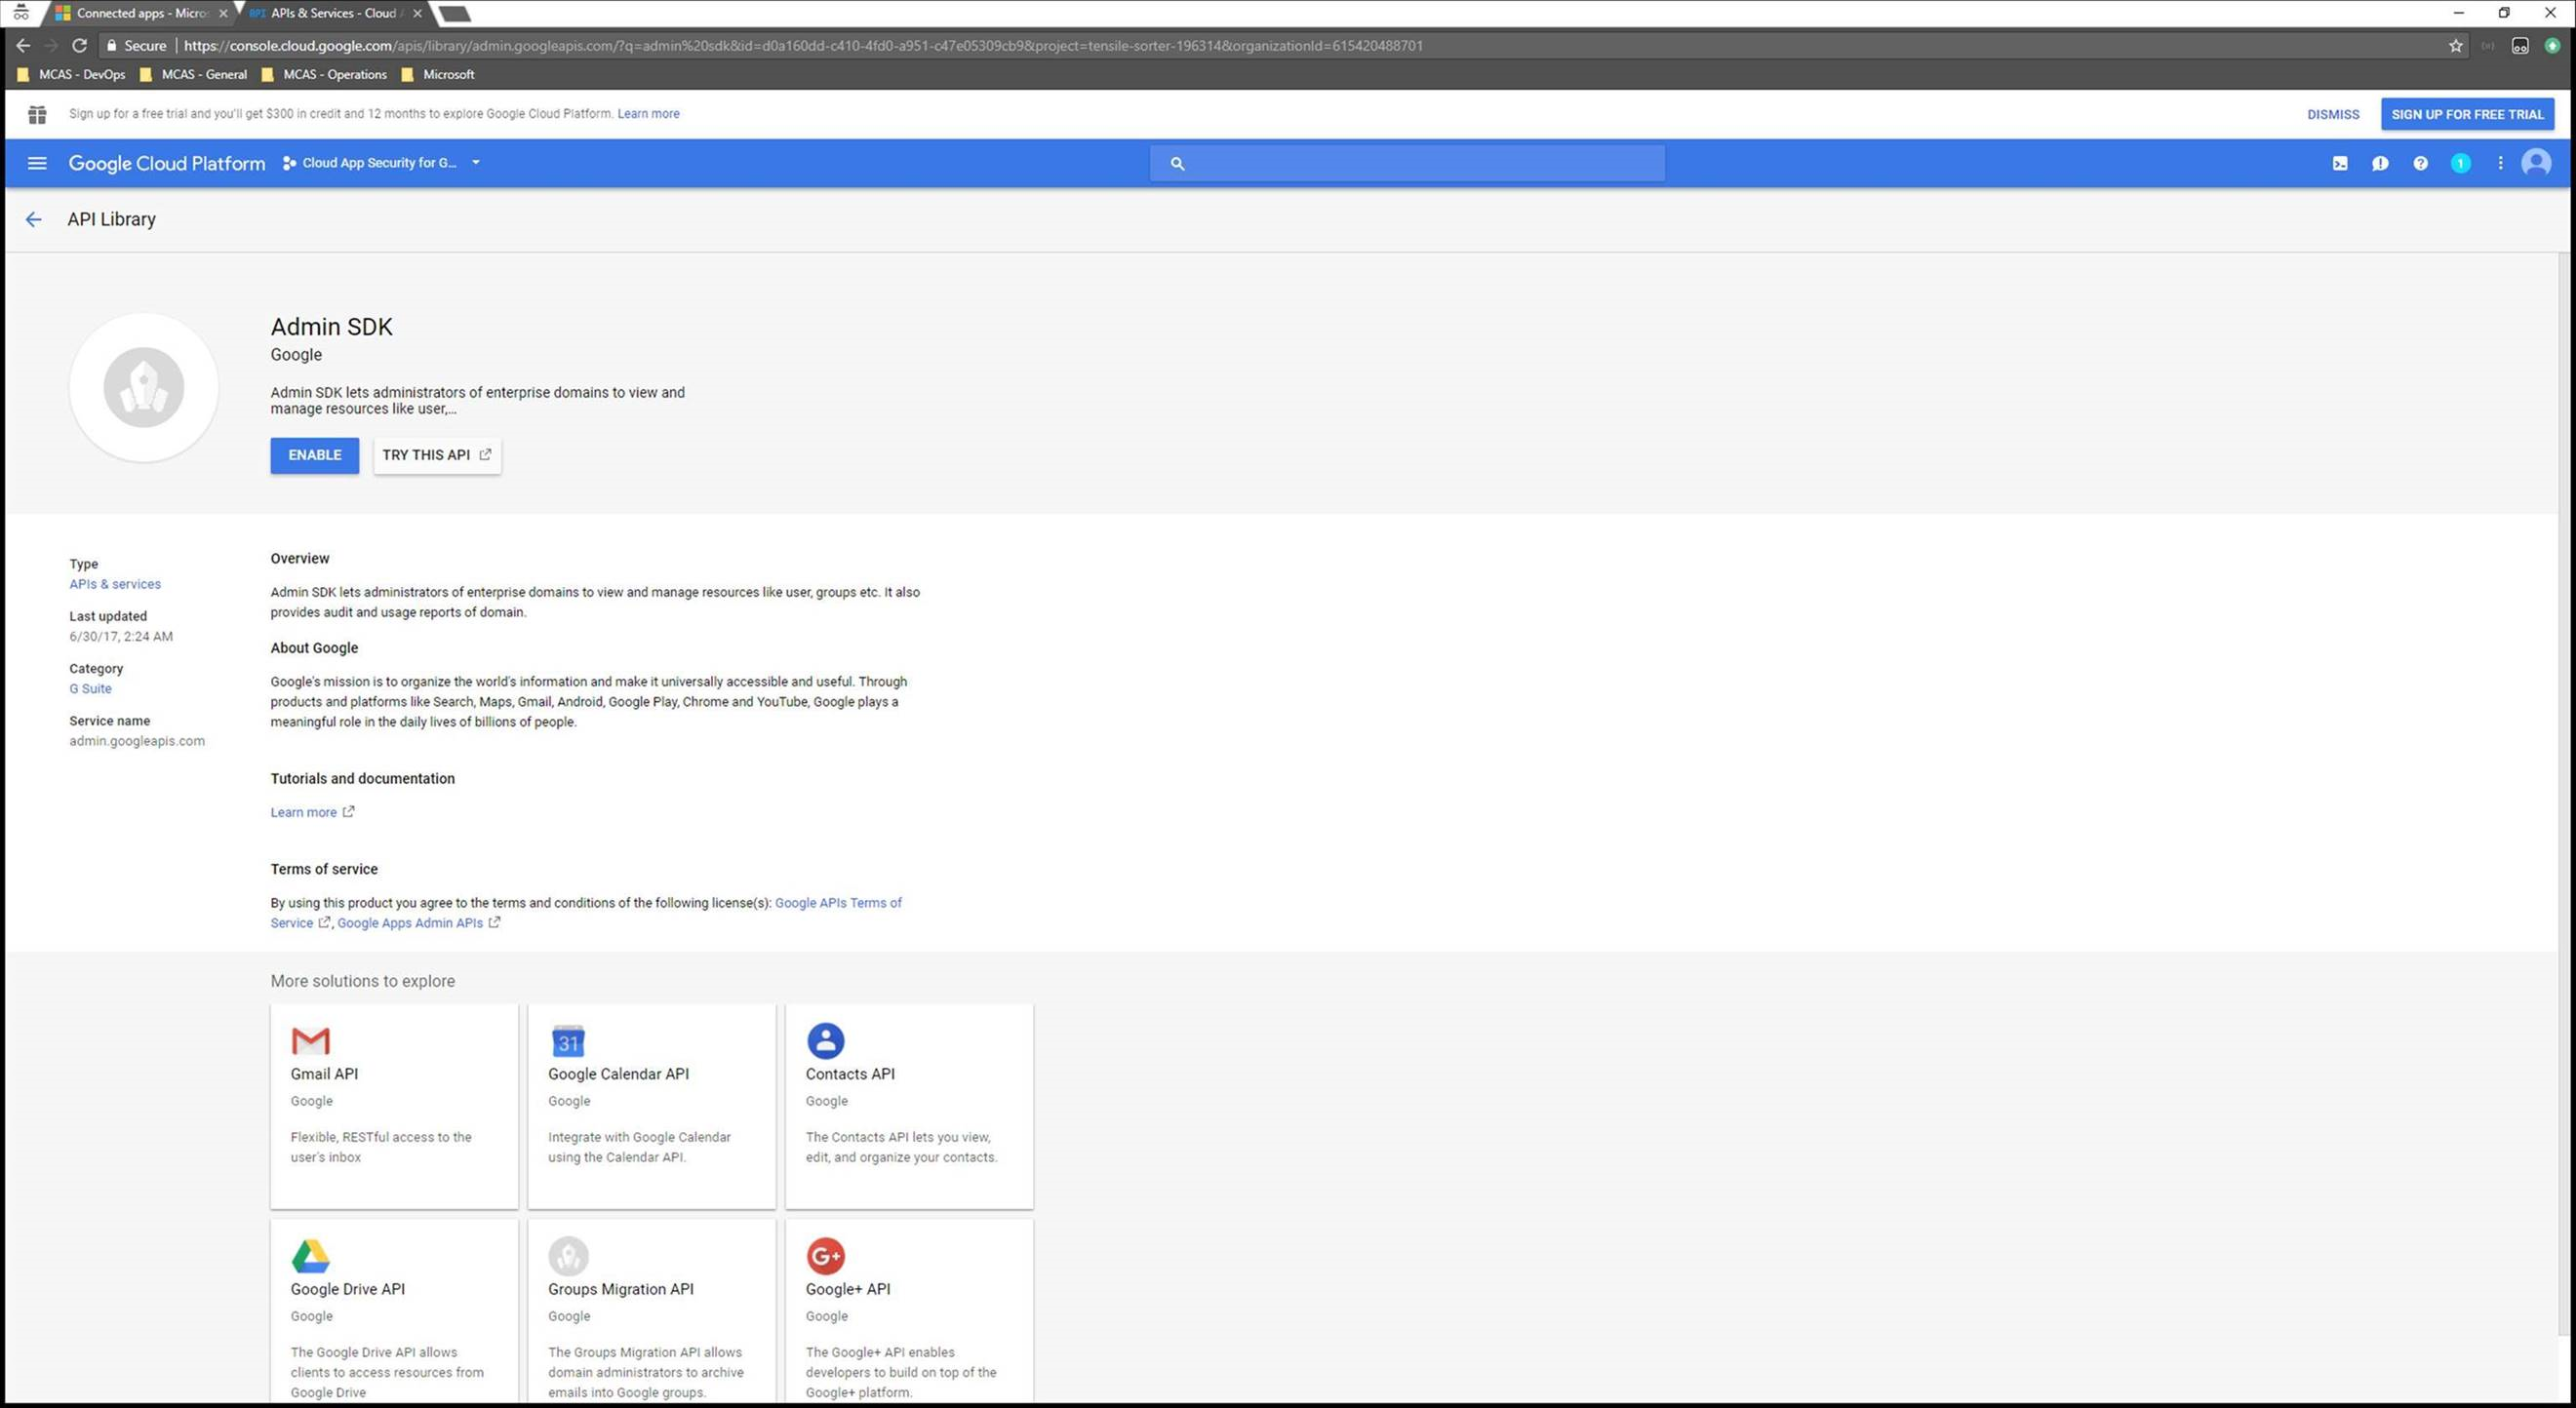 Connected apps - Micros
API APIs & Services - Cloud A
Secure | https://console.cloud.google.com/apis/library/admin.googleapis.com/?q=admin%20sdk&id=d0a160dd-c410-4fd0-a951-c47e05309cb9&project=tensile-sorter-196314&organizationId=615420488701
MCAS - DevOps MCAS - General MCAS - Operations Microsoft
Sign up for a free trial and you'll get $300 in credit and 12 months to explore Google Cloud Platform. Learn more
DISMISS SIGN UP FOR FREE TRIAL
Google Cloud Platform Cloud App Security for G... 1
API Library
Admin SDK
Google
Admin SDK lets administrators of enterprise domains to view and
manage resources like user,...
ENABLE TRY THIS API
Type
APIs & services
Last updated
6/30/17, 2:24 AM
Category
G Suite
Service name
admin.googleapis.com
Overview
Admin SDK lets administrators of enterprise domains to view and manage resources like user, groups etc. It also
provides audit and usage reports of domain.
About Google
Google's mission is to organize the world's information and make it universally accessible and useful. Through
products and platforms like Search, Maps, Gmail, Android, Google Play, Chrome and YouTube, Google plays a
meaningful role in the daily lives of billions of people.
Tutorials and documentation
Learn more
Terms of service
By using this product you agree to the terms and conditions of the following license(s): Google APIs Terms of
Service , Google Apps Admin APIs
More solutions to explore
Gmail API
Google
Flexible, RESTful access to the
user's inbox
31
Google Calendar API
Google
Integrate with Google Calendar
using the Calendar API.
Contacts API
Google
The Contacts API lets you view,
edit, and organize your contacts.
Google Drive API
Google
The Google Drive API allows
clients to access resources from
Google Drive
Groups Migration API
Google
The Groups Migration API allows
domain administrators to archive
emails into Google groups.
G+
Google+ API
Google
The Google+ API enables
developers to build on top of the
Google+ platform.